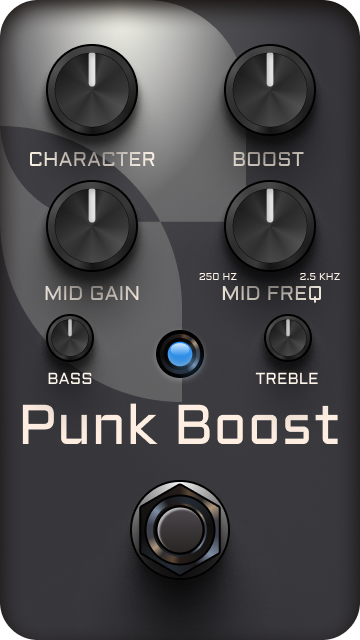 CHARACTER BOOST
250 HZ 2.5 KHZ
MID GAIN MID FREQ
BASS TREBLE
Punk Boost